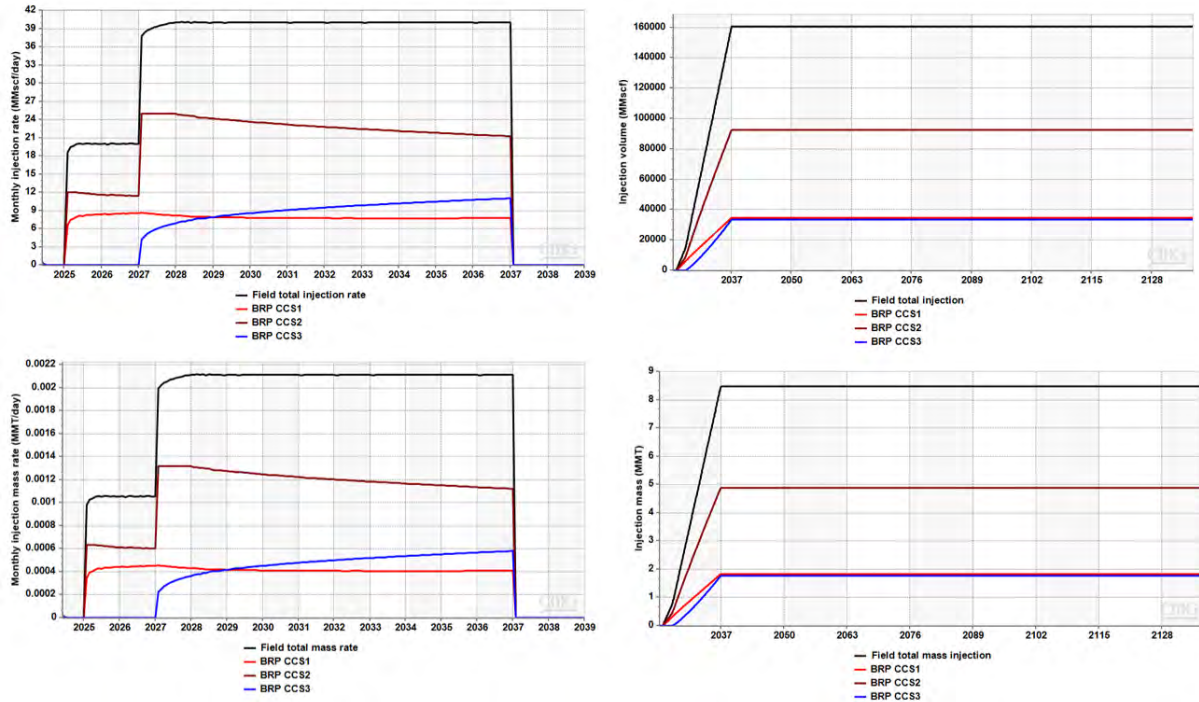 Monthly injection rate (MMscf/day)
42
39
36
33
30
27
24
21
18
15
12
9
6
3
0
2025 2026 2027 2028 2029 2030 2031 2032 2033 2034 2035 2036 2037 2038 2039
Field total injection rate
BRP CCS1
BRP CCS2
BRP CCS3
Injection volume (MMscf)
160000
140000
120000
100000
80000
60000
40000
20000
0
2037 2050 2063 2076 2089 2102 2115 2128
Field total injection
BRP CCS1
BRP CCS2
BRP CCS3
Monthly injection mass rate (MMT/day)
0.0022
0.002
0.0018
0.0016
0.0014
0.0012
0.001
0.0008
0.0006
0.0004
0.0002
0
2025 2026 2027 2028 2029 2030 2031 2032 2033 2034 2035 2036 2037 2038 2039
Field total mass rate
BRP CCS1
BRP CCS2
BRP CCS3
Injection mass (MMT)
9
8
7
6
5
4
3
2
1
0
2037 2050 2063 2076 2089 2102 2115 2128
Field total mass injection
BRP CCS1
BRP CCS2
BRP CCS3